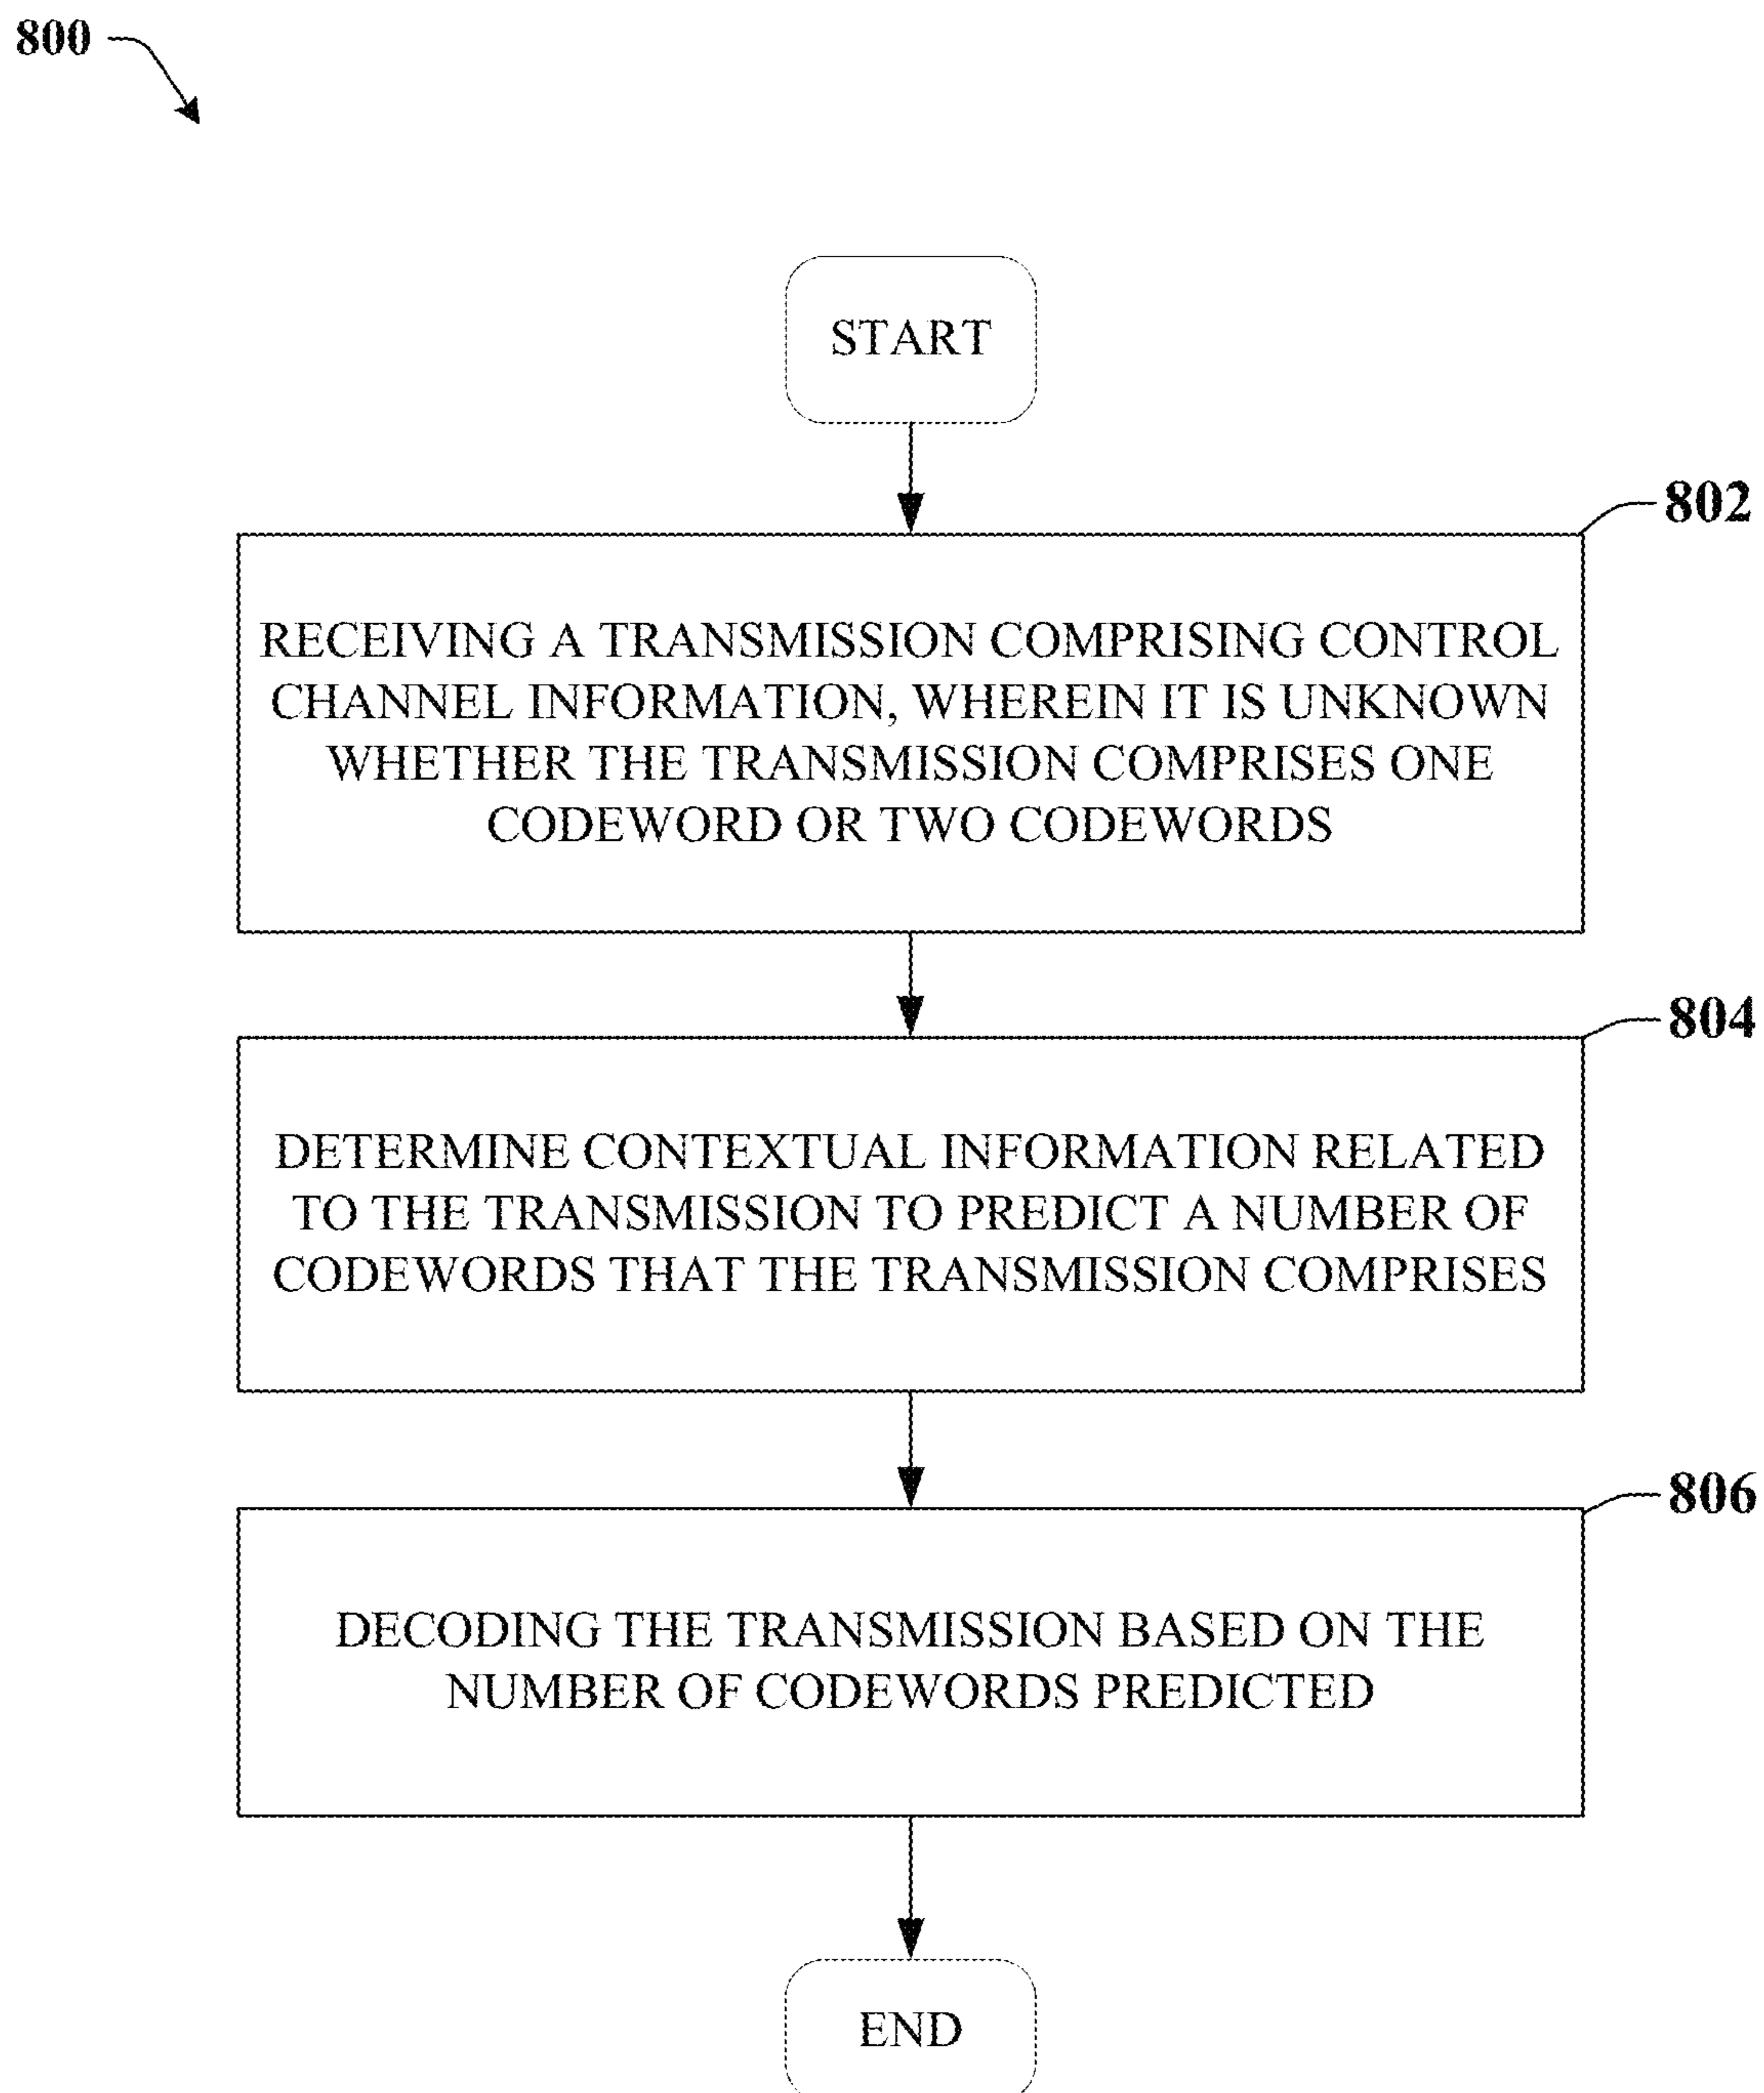 800
START
802
RECEIVING A TRANSMISSION COMPRISING CONTROL
CHANNEL INFORMATION, WHEREIN IT IS UNKNOWN
WHETHER THE TRANSMISSION COMPRISES ONE
CODEWORD OR TWO CODEWORDS
804
DETERMINE CONTEXTUAL INFORMATION RELATED
TO THE TRANSMISSION TO PREDICT A NUMBER OF
CODEWORDS THAT THE TRANSMISSION COMPRISES
806
DECODING THE TRANSMISSION BASED ON THE
NUMBER OF CODEWORDS PREDICTED
END